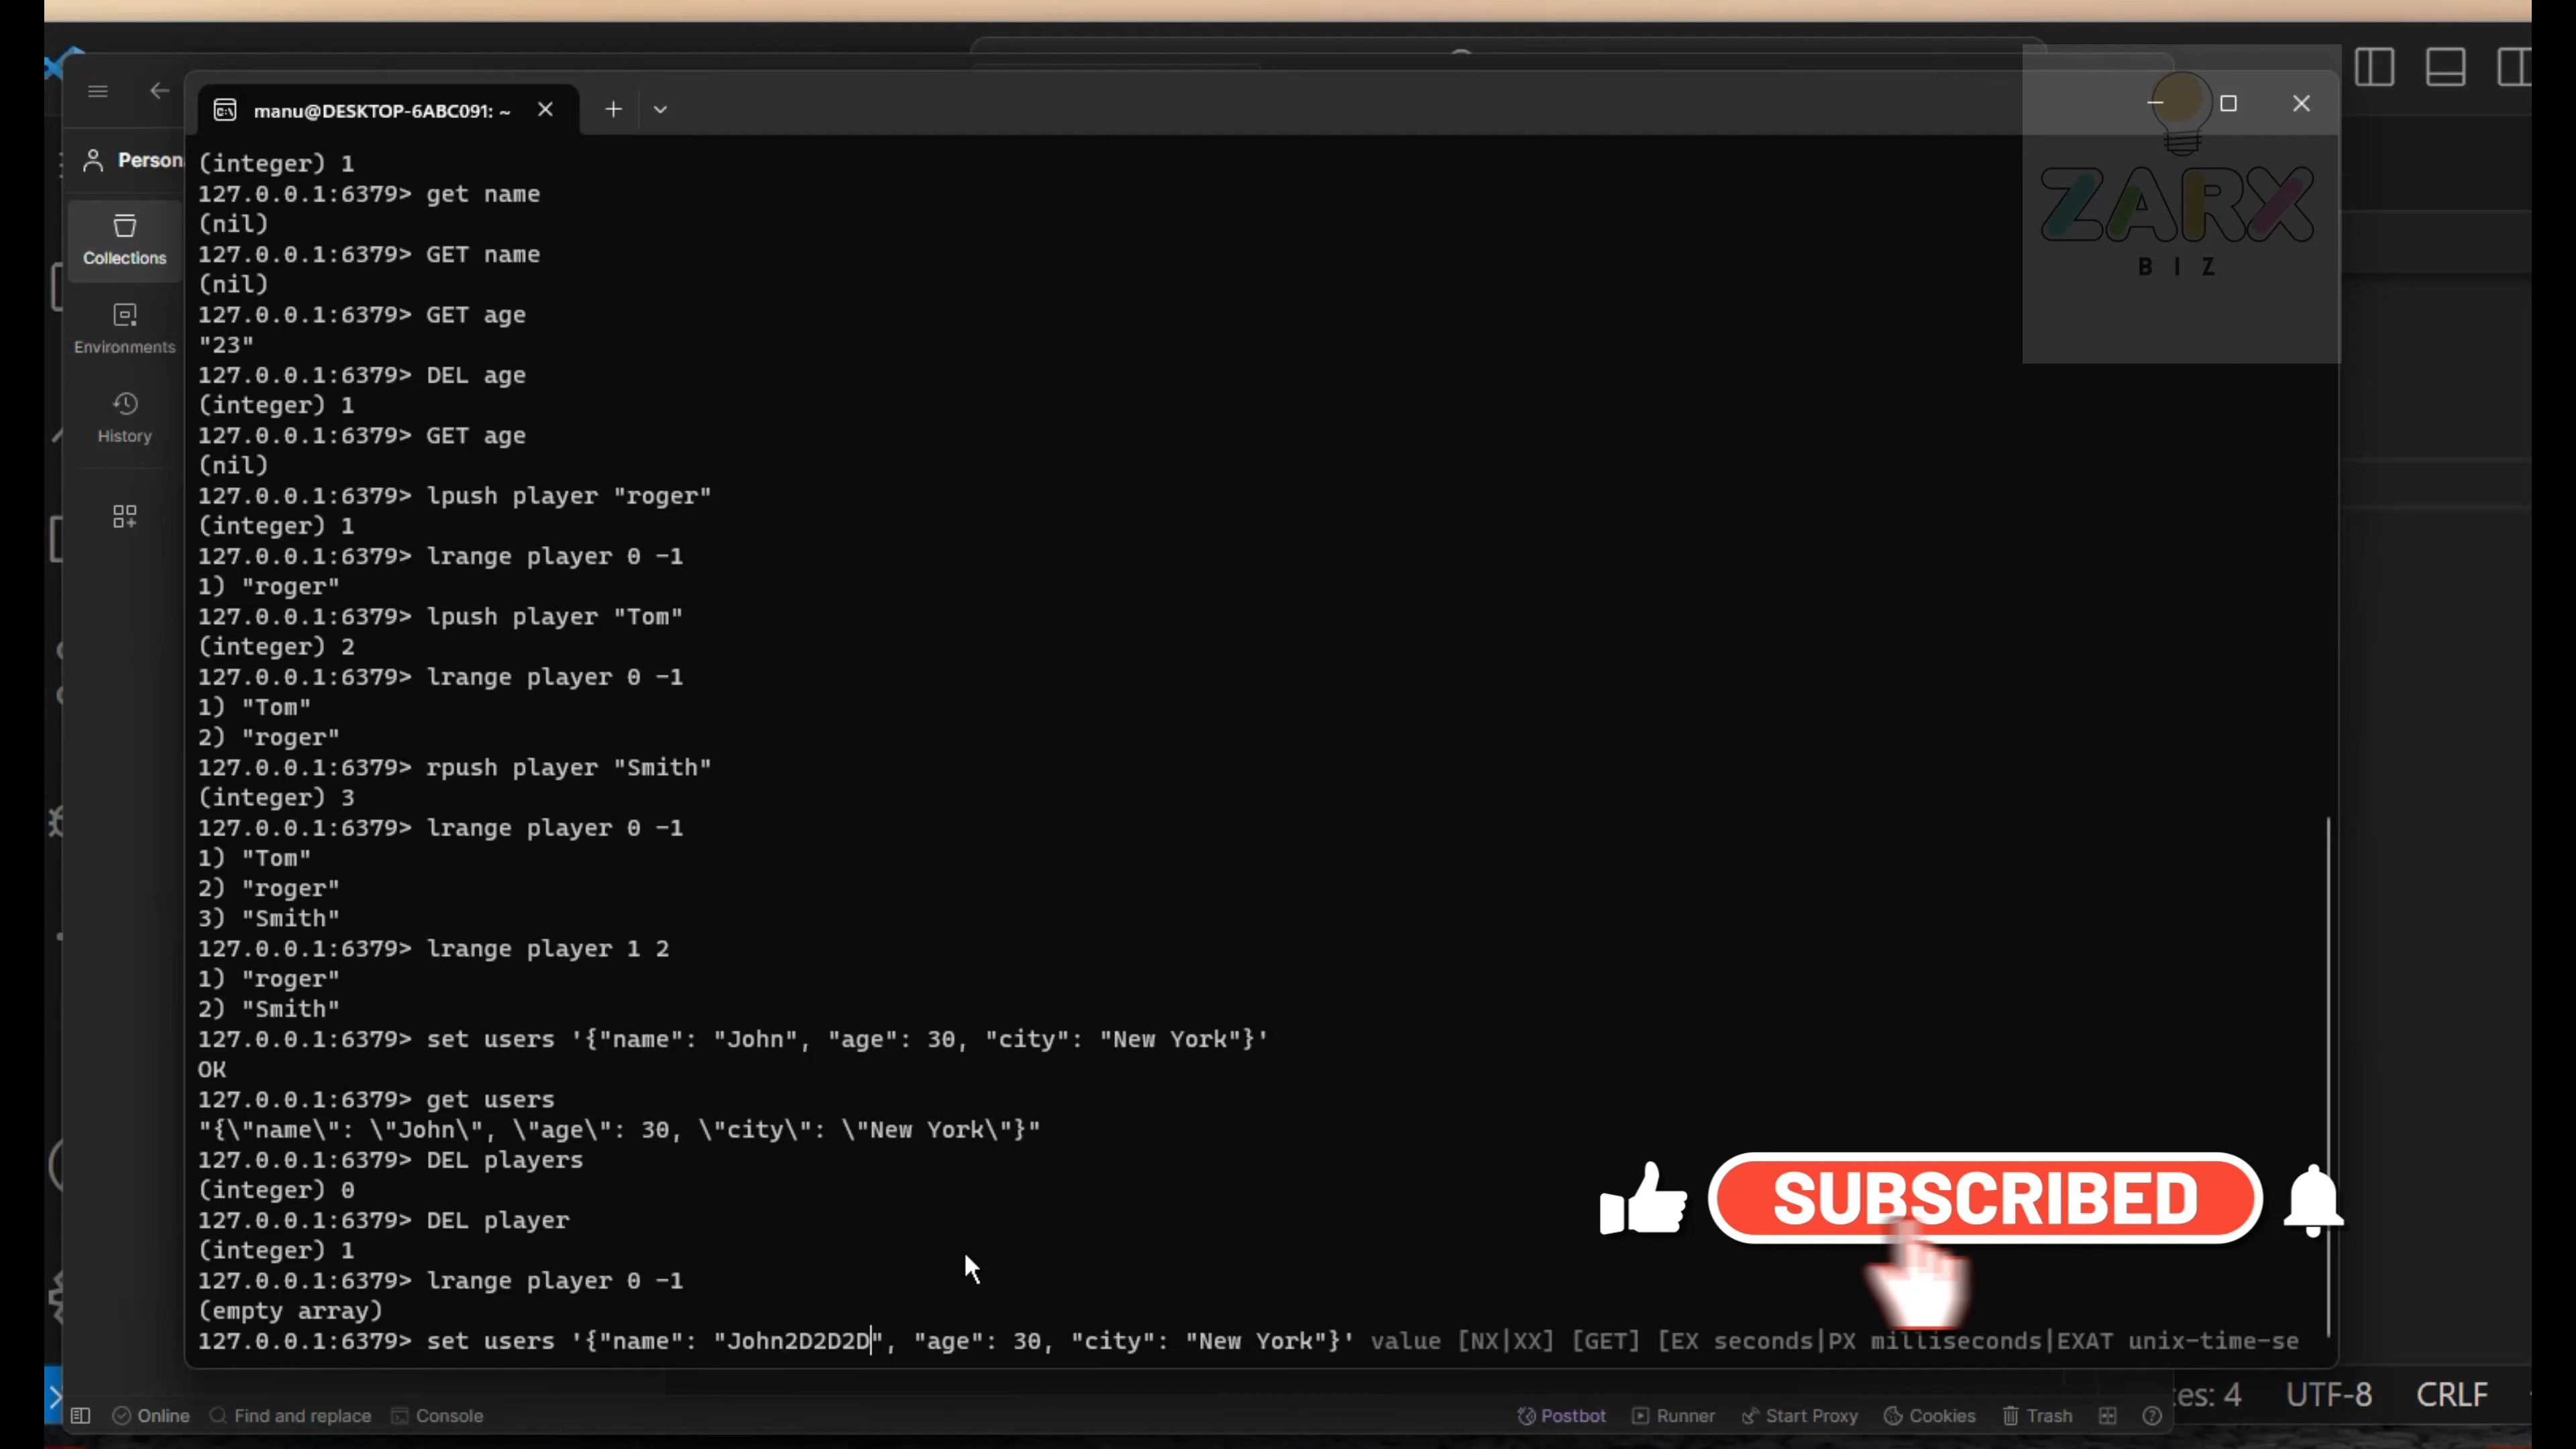 manu@DESKTOP-6ABC091: ~
Collections
Environments
History
(integer) 1
127.0.0.1:6379> get name
(nil)
127.0.0.1:6379> GET name
(nil)
127.0.0.1:6379> GET age
"23"
127.0.0.1:6379> DEL age
(integer) 1
127.0.0.1:6379> GET age
(nil)
127.0.0.1:6379> lpush player "roger"
(integer) 1
127.0.0.1:6379> lrange player 0 -1
1) "roger"
127.0.0.1:6379> lpush player "Tom"
(integer) 2
127.0.0.1:6379> lrange player 0 -1
1) "Tom"
2) "roger"
127.0.0.1:6379> rpush player "Smith"
(integer) 3
127.0.0.1:6379> lrange player 0 -1
1) "Tom"
2) "roger"
3) "Smith"
127.0.0.1:6379> lrange player 1 2
1) "roger"
2) "Smith"
127.0.0.1:6379> set users '{"name": "John", "age": 30, "city": "New York"}'
OK
127.0.0.1:6379> get users
"{\"name\": \"John\", \"age\": 30, \"city\": \"New York\"}"
127.0.0.1:6379> DEL players
(integer) 0
127.0.0.1:6379> DEL player
(integer) 1
127.0.0.1:6379> lrange player 0 -1
(empty array)
127.0.0.1:6379> set users '{"name": "John2D2D2D", "age": 30, "city": "New York"}' value [NX|XX] [GET] [EX seconds|PX milliseconds|EXAT unix-time-se
ZARX
BIZ
SUBSCRIBED
Online Find and replace Console
Postbot Runner Start Proxy Cookies Trash
4 UTF-8 CRLF